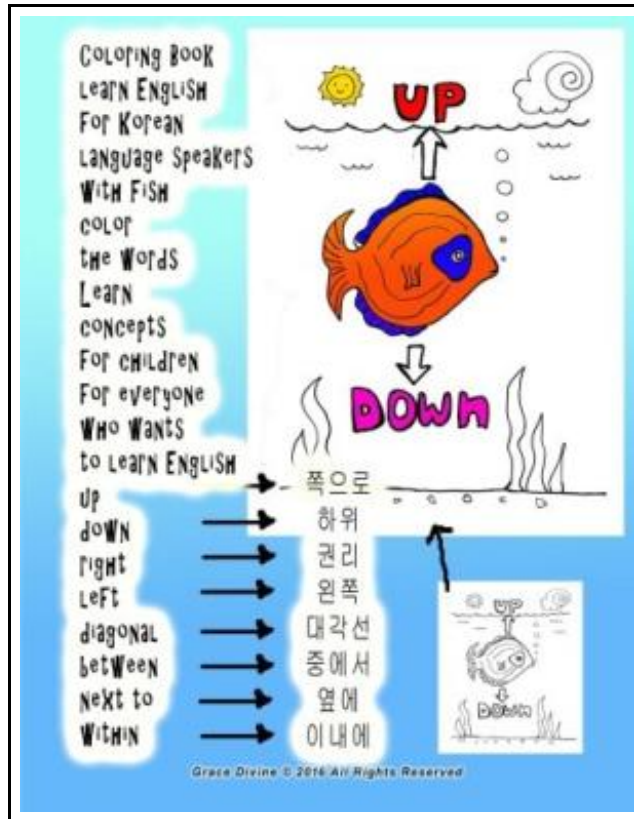 Coloring Book
Learn English
For Korean
Language Speakers
With Fish
color
the Words
Learn
concepts
For children
For everyone
Who Wants
to Learn English
up
down
right
Left
diagonal
between
Next to
Within
쪽으로
하위
권리
왼쪽
대각선
중에서
옆에
이내에
UP
DOWN
UP
DOWN
Grace Divine © 2016 All Rights Reserved